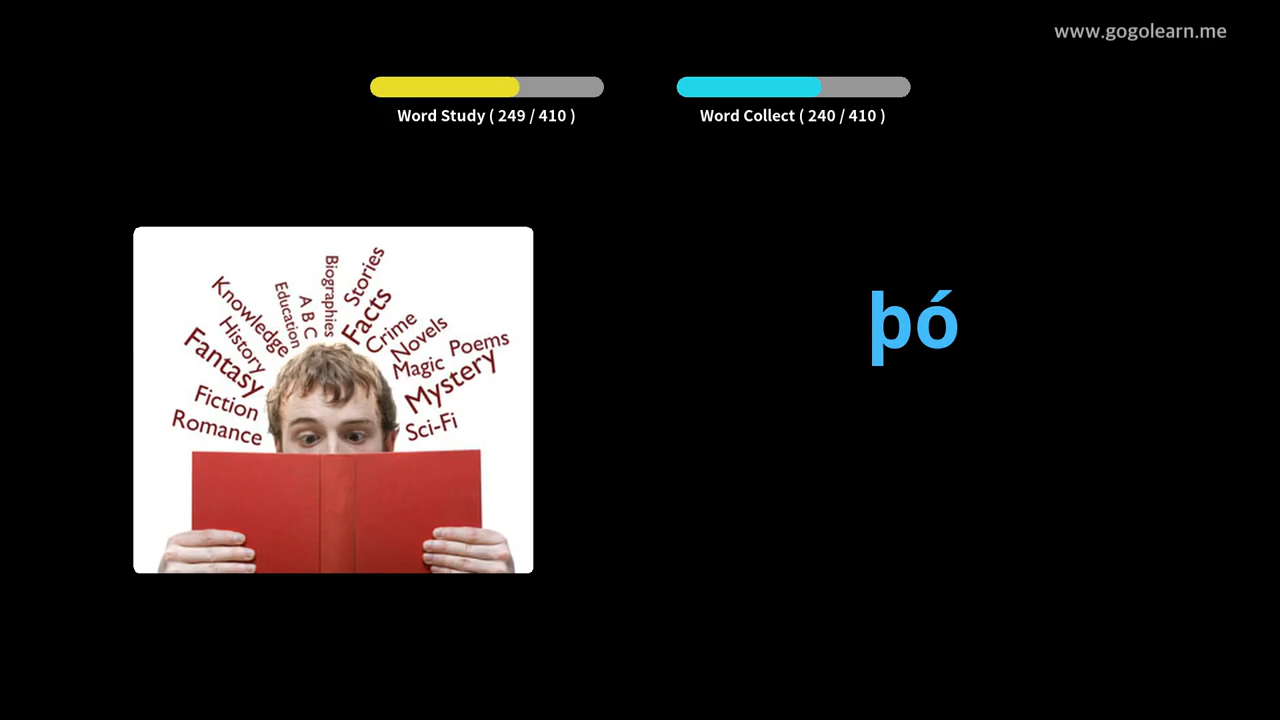 www.gogolearn.me
Word Study ( 249 / 410 )
Word Collect ( 240 / 410 )
Stories
Biographies
Facts
A B C
Education
Knowledge
Crime
Novels
History
Poems
Fantasy
Magic
Mystery
Fiction
Romance
Sci-Fi
þó